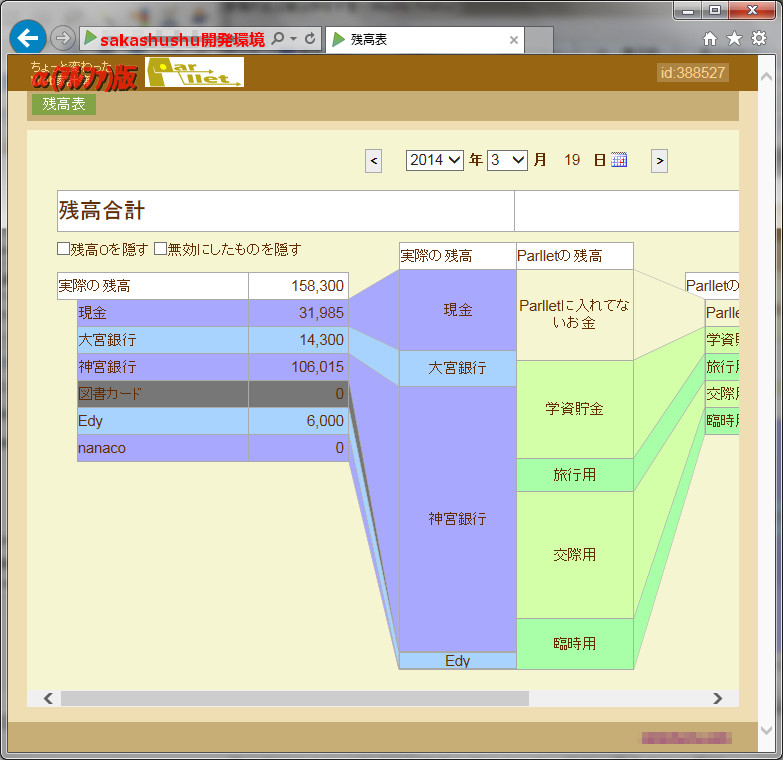 sakashushu開発環境
残高表
ちょーと変わった
Web家計簿
α(アルファ)版
Parllet
id:388527
残高表
<
2014 年 3 月 19 日
>
残高合計
残高0を隠す 無効にしたものを隠す
実際の残高 158,300
現金 31,985
大宮銀行 14,300
神宮銀行 106,015
図書カード 0
Edy 6,000
nanaco 0
実際の残高
現金
大宮銀行
神宮銀行
Edy
Parlletの残高
Parlletに入れてな
いお金
学資貯金
旅行用
交際用
臨時用
Parlletの
Parlle
学資
旅行
交際
臨時用